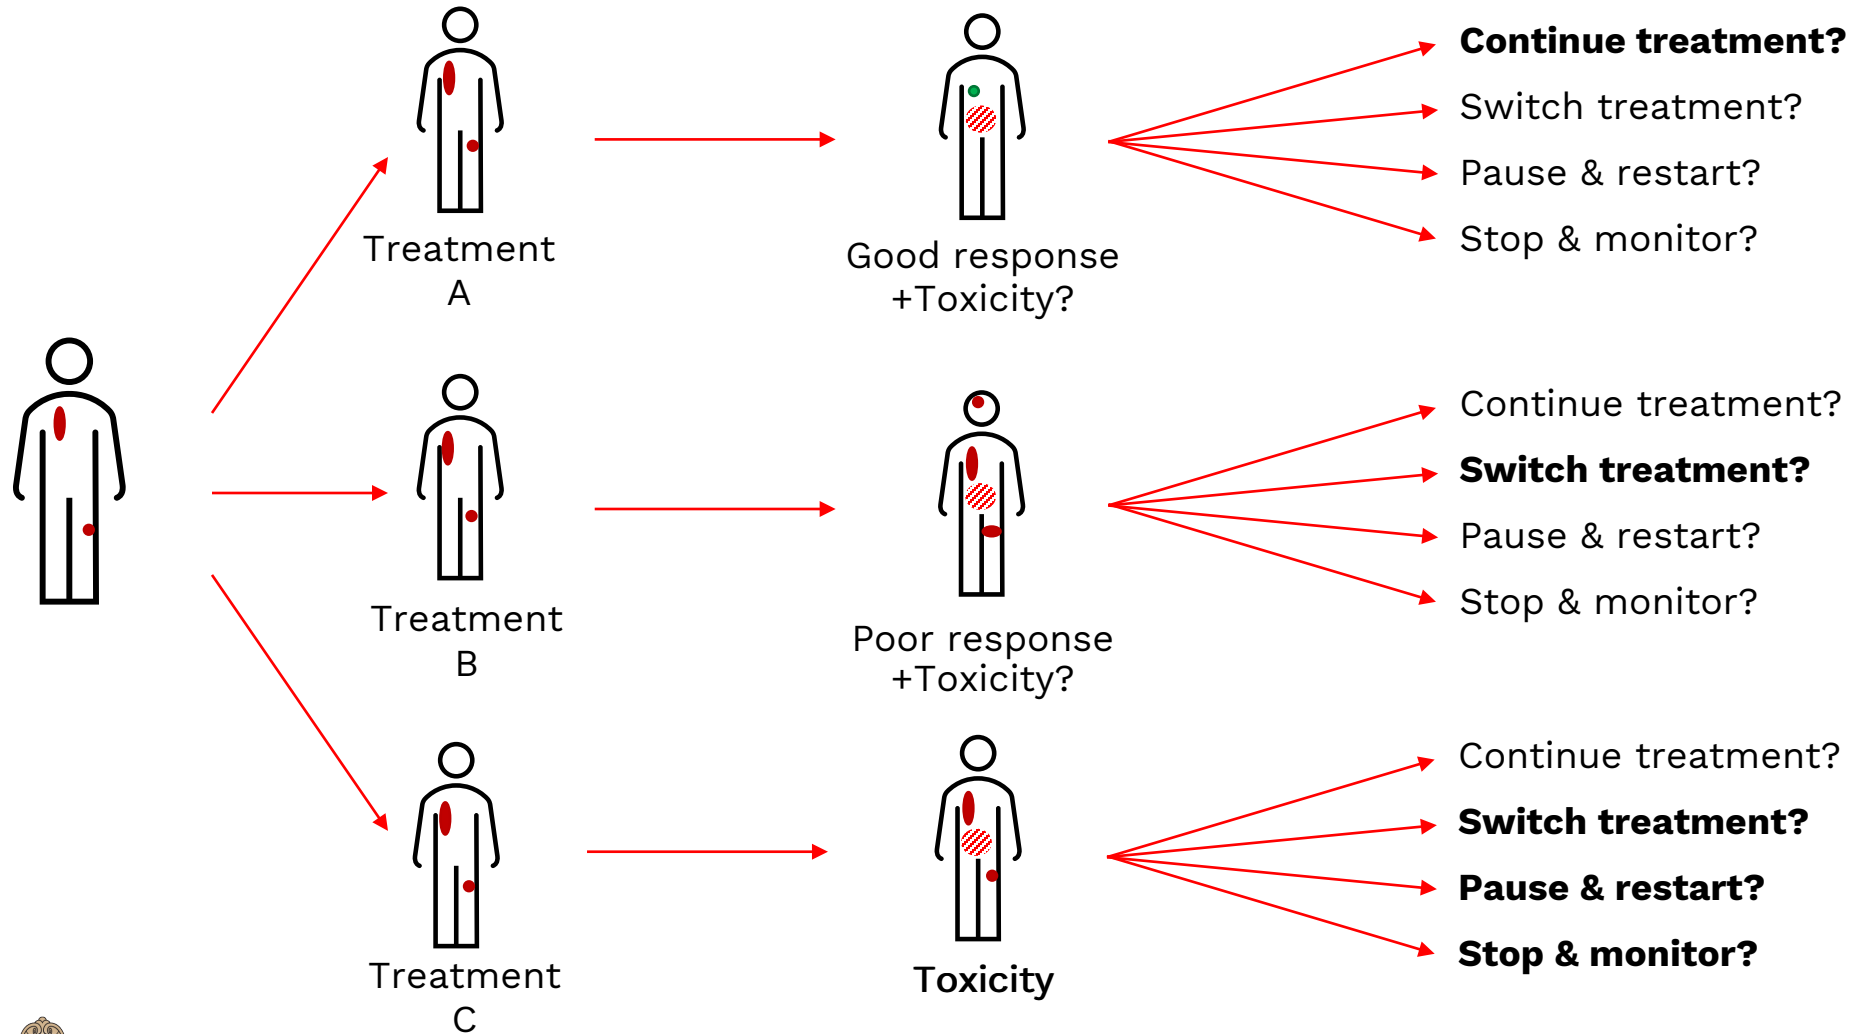 Treatment
A
Good response
+Toxicity?
Continue treatment?
Switch treatment?
Pause & restart?
Stop & monitor?
Treatment
B
Poor response
+Toxicity?
Continue treatment?
Switch treatment?
Pause & restart?
Stop & monitor?
Treatment
C
Toxicity
Continue treatment?
Switch treatment?
Pause & restart?
Stop & monitor?